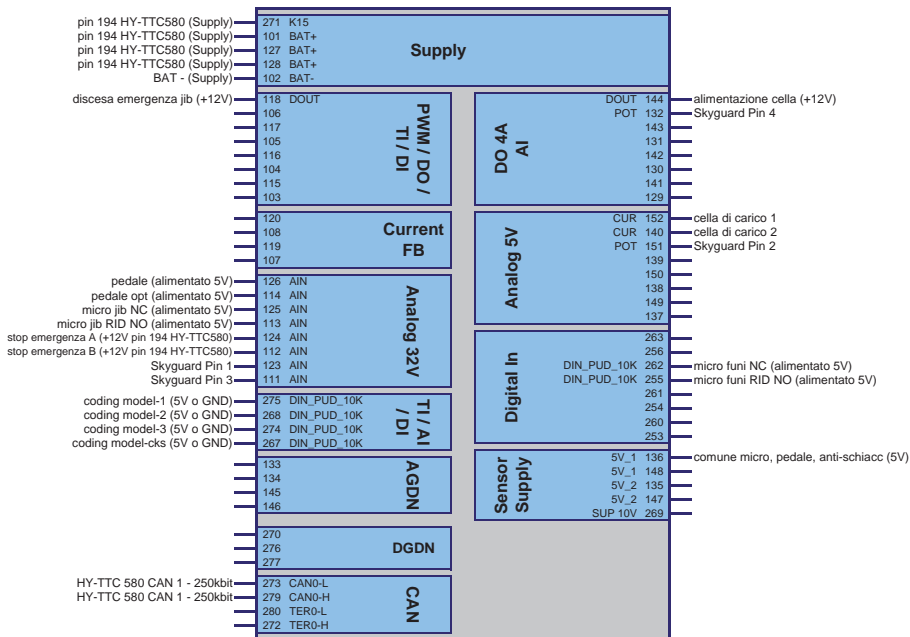 pin 194 HY-TTC580 (Supply) 271 K15
pin 194 HY-TTC580 (Supply) 101 BAT+
pin 194 HY-TTC580 (Supply) 127 BAT+
pin 194 HY-TTC580 (Supply) 128 BAT+
BAT - (Supply) 102 BAT-
Supply
discesa emergenza jib (+12V) 118 DOUT
106
117
105
116
104
115
103
PWM / DO /
TI / DI
120
108
119
107
Current
FB
pedale (alimentato 5V) 126 AIN
pedale opt (alimentato 5V) 114 AIN
micro jib NC (alimentato 5V) 125 AIN
micro jib RID NO (alimentato 5V) 113 AIN
stop emergenza A (+12V pin 194 HY-TTC580) 124 AIN
stop emergenza B (+12V pin 194 HY-TTC580) 112 AIN
Skyguard Pin 1 123 AIN
Skyguard Pin 3 111 AIN
Analog 32V
coding model-1 (5V o GND) 275 DIN_PUD_10K
coding model-2 (5V o GND) 268 DIN_PUD_10K
coding model-3 (5V o GND) 274 DIN_PUD_10K
coding model-cks (5V o GND) 267 DIN_PUD_10K
TI / AI
/ DI
133
134
145
146
AGDN
270
276
277
DGDN
HY-TTC 580 CAN 1 - 250kbit 273 CAN0-L
HY-TTC 580 CAN 1 - 250kbit 279 CAN0-H
280 TER0-L
272 TER0-H
CAN
DO 4A
AI
DOUT 144 alimentazione cella (+12V)
POT 132 Skyguard Pin 4
143
131
142
130
141
129
Analog 5V
CUR 152 cella di carico 1
CUR 140 cella di carico 2
POT 151 Skyguard Pin 2
139
150
138
149
137
Digital In
263
256
DIN_PUD_10K 262 micro funi NC (alimentato 5V)
DIN_PUD_10K 255 micro funi RID NO (alimentato 5V)
261
254
260
253
Sensor
Supply
5V_1 136 comune micro, pedale, anti-schiacc (5V)
5V_1 148
5V_2 135
5V_2 147
SUP 10V 269